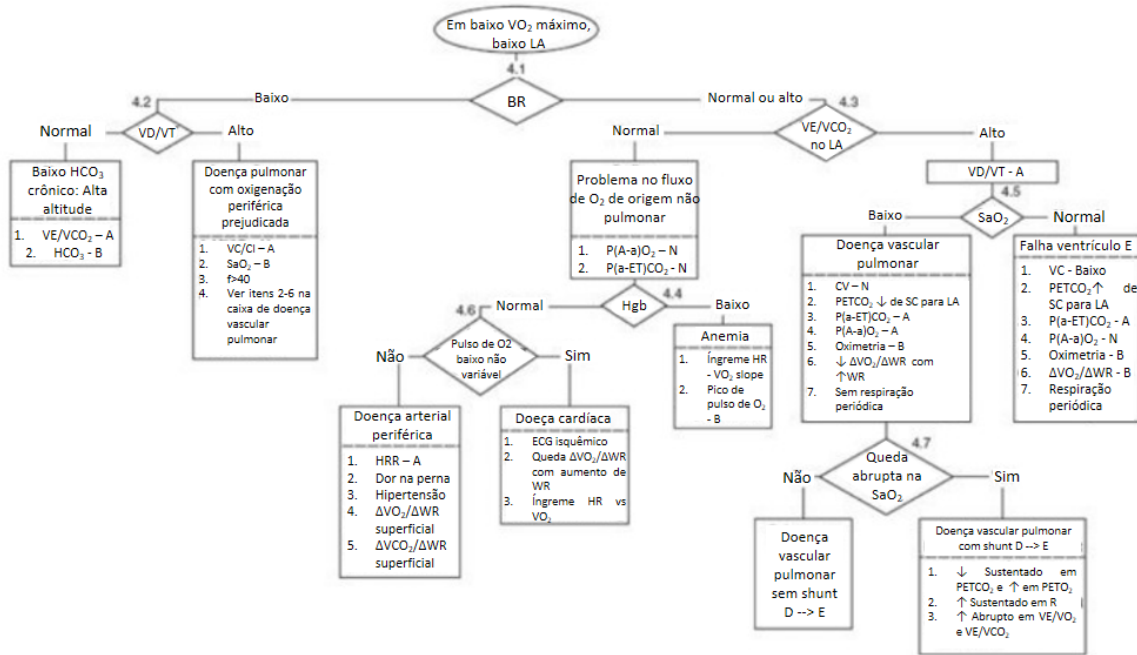 Em baixo VO₂ máximo,
baixo LA
4.1
BR
Baixo
Normal ou alto
4.2
VD/VT
Normal
Alto
Baixo HCO₃
crônico: Alta
altitude
1. VE/VCO₂ – A
2. HCO₃ - B
Doença pulmonar
com oxigenação
periférica
prejudicada
1. VC/CI – A
2. SaO₂ – B
3. f>40
4. Ver itens 2-6 na
caixa de doença
vascular
pulmonar
4.3
VE/VCO₂
no LA
Normal
Alto
Problema no fluxo
de O₂ de origem não
pulmonar
1. P(A-a)O₂ – N
2. P(a-ET)CO₂ - N
4.4
Hgb
Normal
Baixo
Anemia
1. Íngreme HR
- VO₂ slope
2. Pico de
pulso de O₂
- B
4.6
Pulso de O2
baixo não
variável
Não
Sim
Doença arterial
periférica
1. HRR – A
2. Dor na perna
3. Hipertensão
4. ΔVO₂/ΔWR
superficial
5. ΔVCO₂/ΔWR
superficial
Doeça cardíaca
1. ECG isquêmico
2. Queda ΔVO₂/ΔWR
com aumento de
WR
3. Íngreme HR vs
VO₂
VD/VT - A
4.5
SaO₂
Baixo
Normal
Doença vascular
pulmonar
1. CV – N
2. PETCO₂ ↓ de SC para LA
3. P(a-ET)CO₂ – A
4. P(A-a)O₂ – A
5. Oximetria – B
6. ↓ ΔVO₂/ΔWR com
↑WR
7. Sem respiração
periódica
Falha ventrículo E
1. VC - Baixo
2. PETCO₂↑ de
SC para LA
3. P(a-ET)CO₂ - A
4. P(A-a)O₂ - N
5. Oximetria - B
6. ΔVO₂/ΔWR - B
7. Respiração
periódica
4.7
Queda
abrupta na
SaO₂
Não
Sim
Doença
vascular
pulmonar
sem shunt
D --> E
Doença vascular pulmonar
com shunt D --> E
1. ↓ Sustentado em
PETCO₂ e ↑ em PETO₂
2. ↑ Sustentado em R
3. ↑ Abrupto em VE/VO₂
e VE/VCO₂